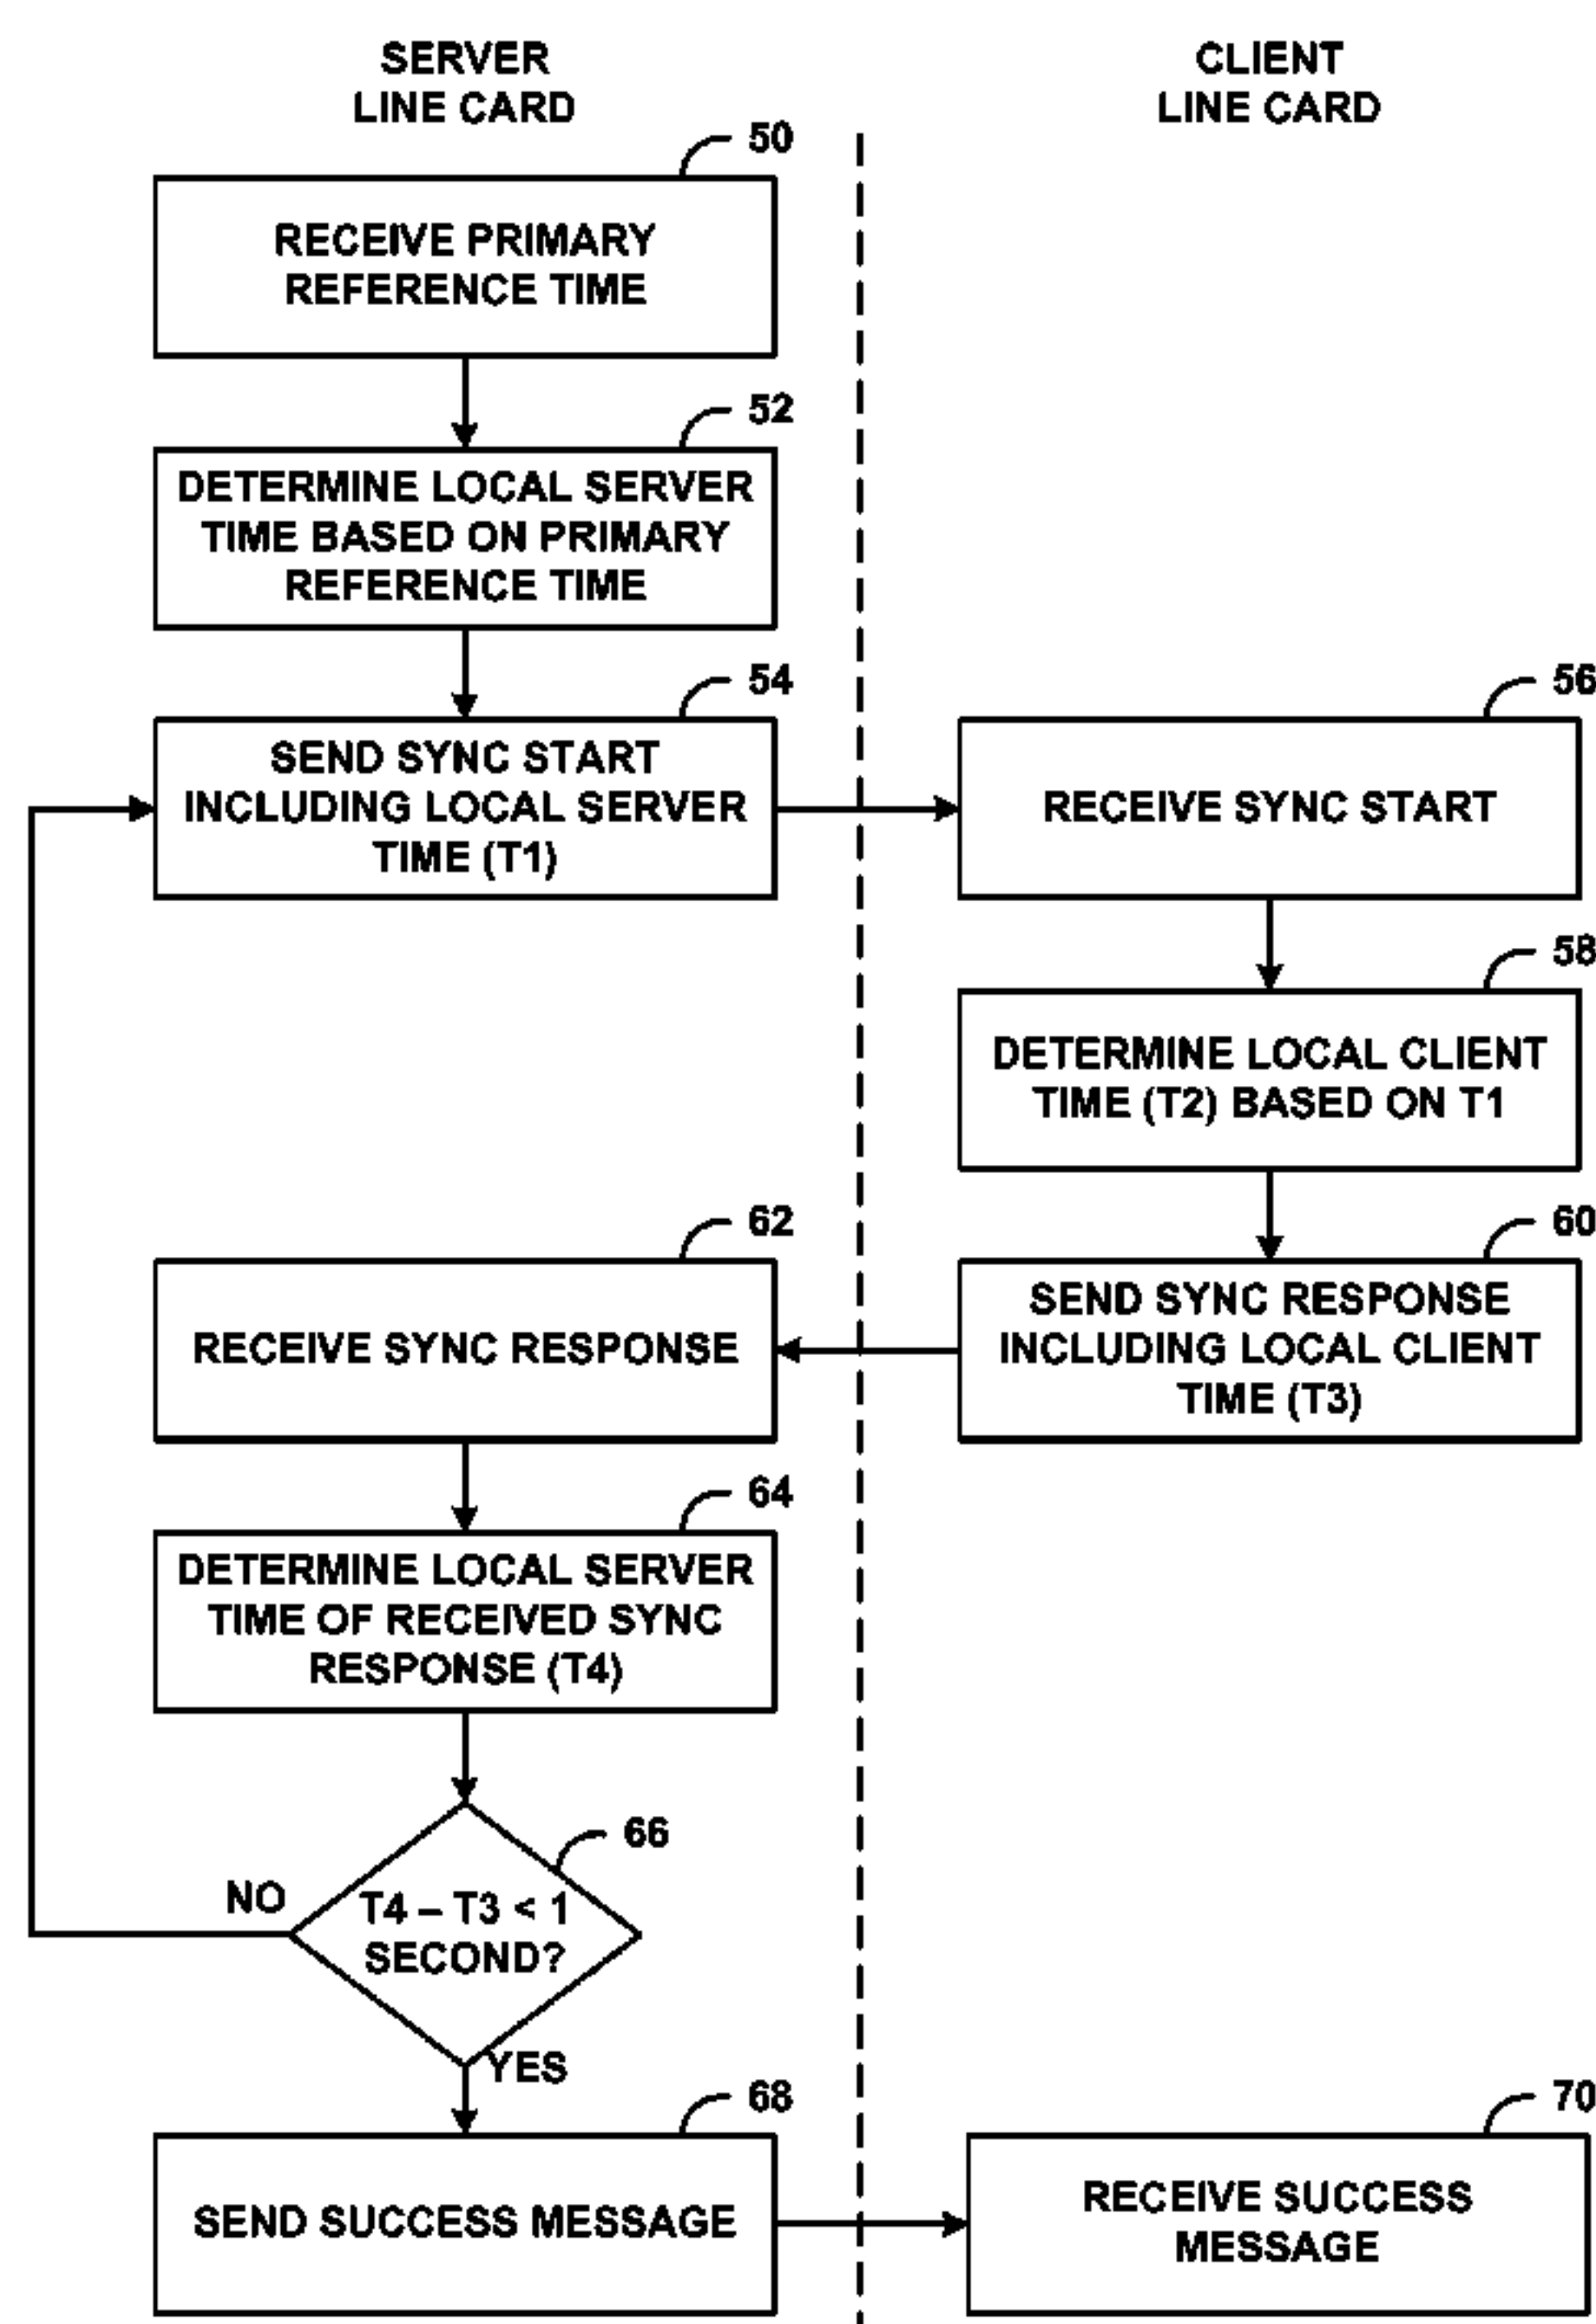 SERVER
LINE CARD
CLIENT
LINE CARD
50
RECEIVE PRIMARY
REFERENCE TIME
52
DETERMINE LOCAL SERVER
TIME BASED ON PRIMARY
REFERENCE TIME
54
SEND SYNC START
INCLUDING LOCAL SERVER
TIME (T1)
56
RECEIVE SYNC START
58
DETERMINE LOCAL CLIENT
TIME (T2) BASED ON T1
60
SEND SYNC RESPONSE
INCLUDING LOCAL CLIENT
TIME (T3)
62
RECEIVE SYNC RESPONSE
64
DETERMINE LOCAL SERVER
TIME OF RECEIVED SYNC
RESPONSE (T4)
66
T4 – T3 < 1
SECOND?
NO
YES
68
SEND SUCCESS MESSAGE
70
RECEIVE SUCCESS
MESSAGE